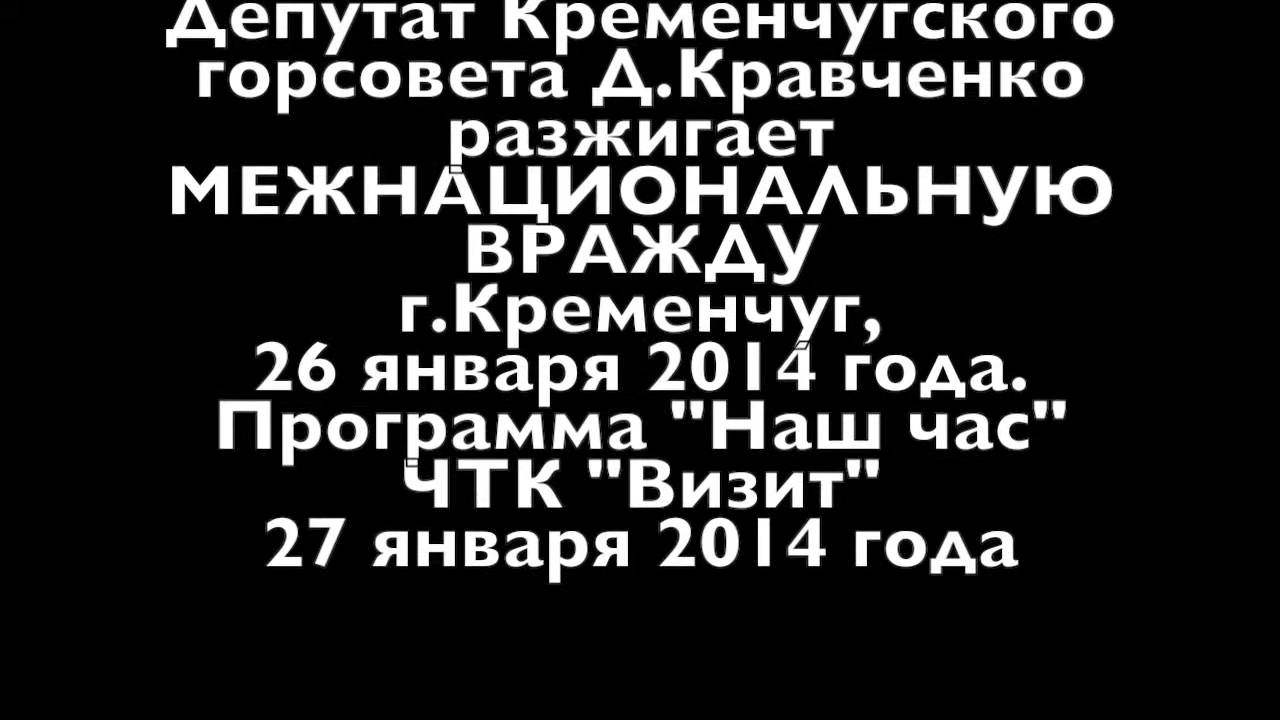 Депутат Кременчугского
горсовета Д.Кравченко
разжигает
МЕЖНАЦИОНАЛЬНУЮ
ВРАЖДУ
г.Кременчуг,
26 января 2014 года.
Программа "Наш час"
ЧТК "Визит"
27 января 2014 года